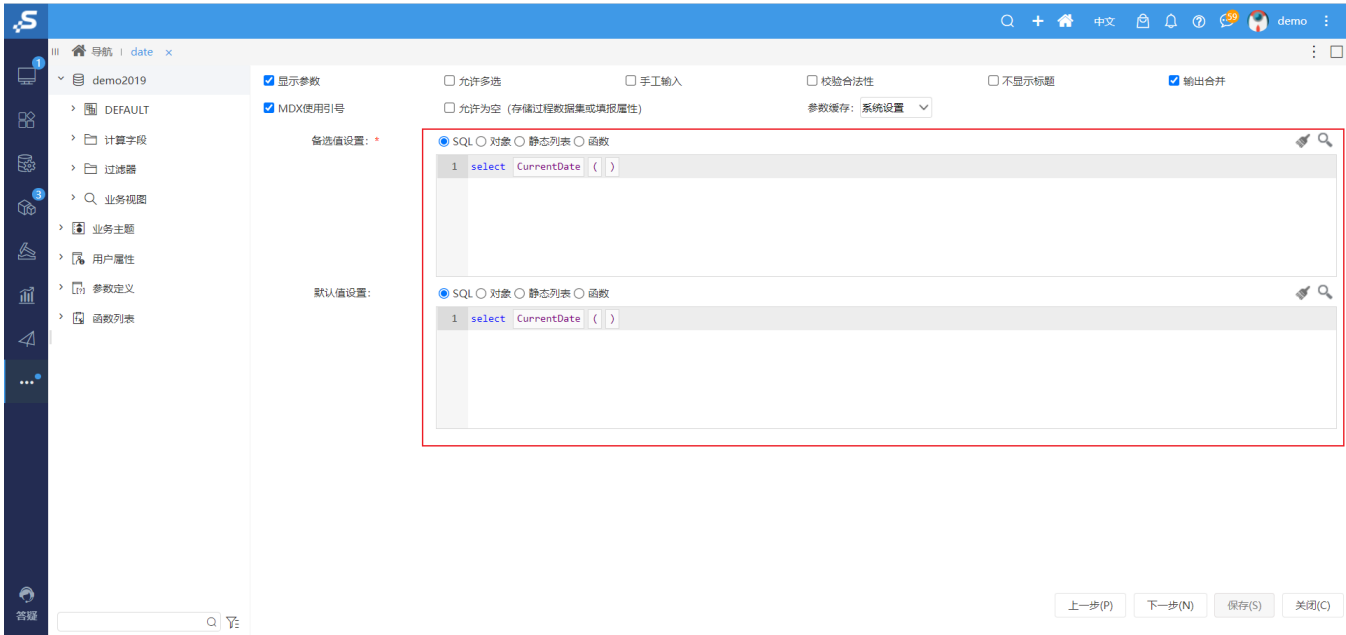 中文
59
demo
1
导航
date
×
demo2019
显示参数
允许多选
手工输入
校验合法性
不显示标题
输出合并
DEFAULT
MDX使用引号
允许为空（存储过程数据集或填报属性）
参数缓存：
系统设置
计算字段
备选值设置：*
SQL
对象
静态列表
函数
过滤器
1 select CurrentDate ( )
3
业务视图
业务主题
用户属性
参数定义
默认值设置：
SQL
对象
静态列表
函数
函数列表
1 select CurrentDate ( )
答疑
上一步(P)
下一步(N)
保存(S)
关闭(C)